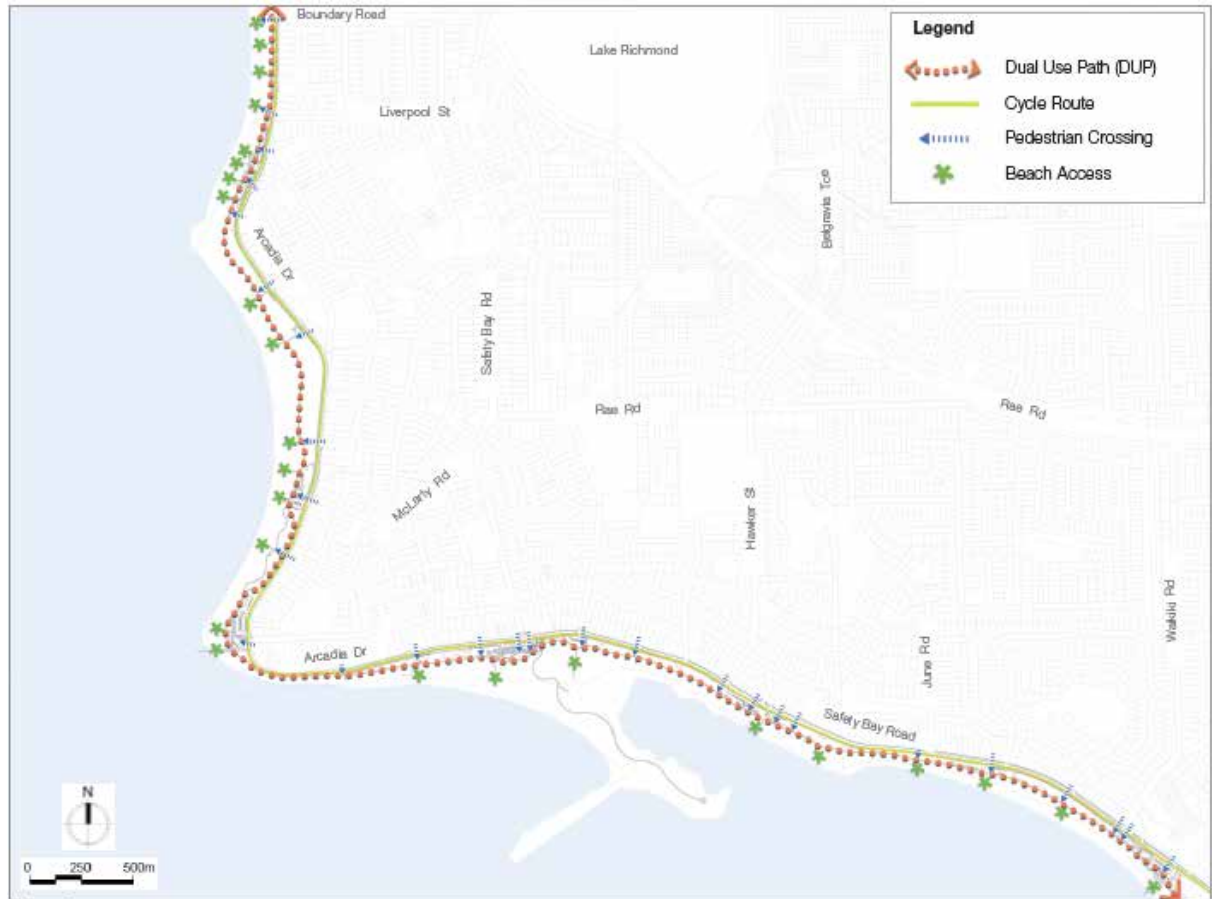 Boundary Road
Lake Richmond
Liverpool St
Belgravia Tce
Arcadia Dr
Safety Bay Rd
Rae Rd
Rae Rd
McLarty Rd
Hawker St
Waikiki Rd
June Rd
Arcadia Dr
Safety Bay Road
Legend
Dual Use Path (DUP)
Cycle Route
Pedestrian Crossing
Beach Access
N
0 250 500m